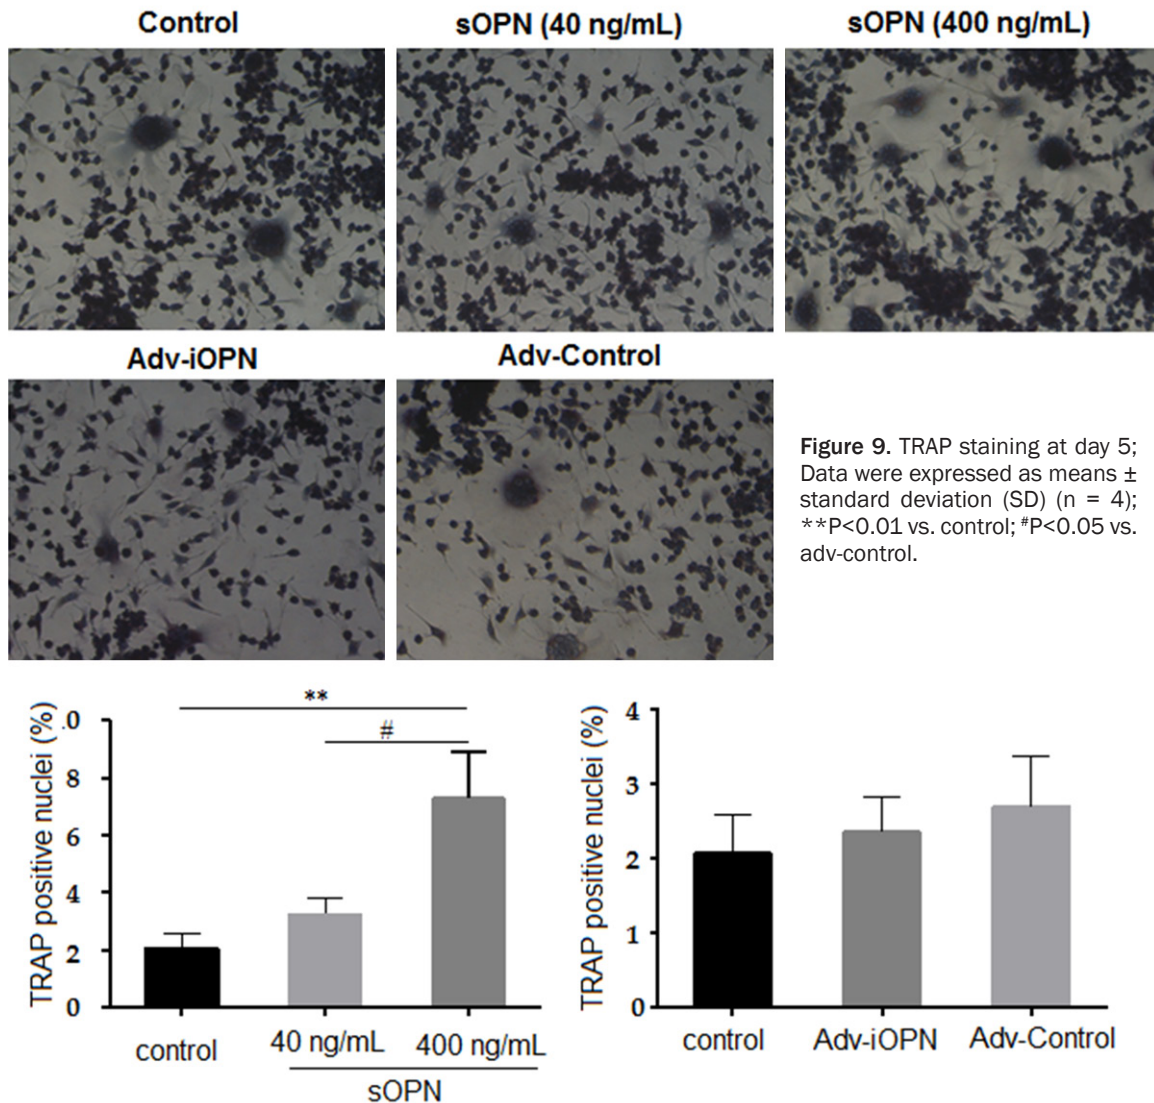 Control
sOPN (40 ng/mL)
sOPN (400 ng/mL)
Adv-iOPN
Adv-Control
Figure 9. TRAP staining at day 5;
Data were expressed as means ±
standard deviation (SD) (n = 4);
**P<0.01 vs. control; #P<0.05 vs.
adv-control.
TRAP positive nuclei (%)
.0
8
6
4
2
0
**
#
control
40 ng/mL
400 ng/mL
sOPN
TRAP positive nuclei (%)
4
3
2
1
0
control
Adv-iOPN
Adv-Control